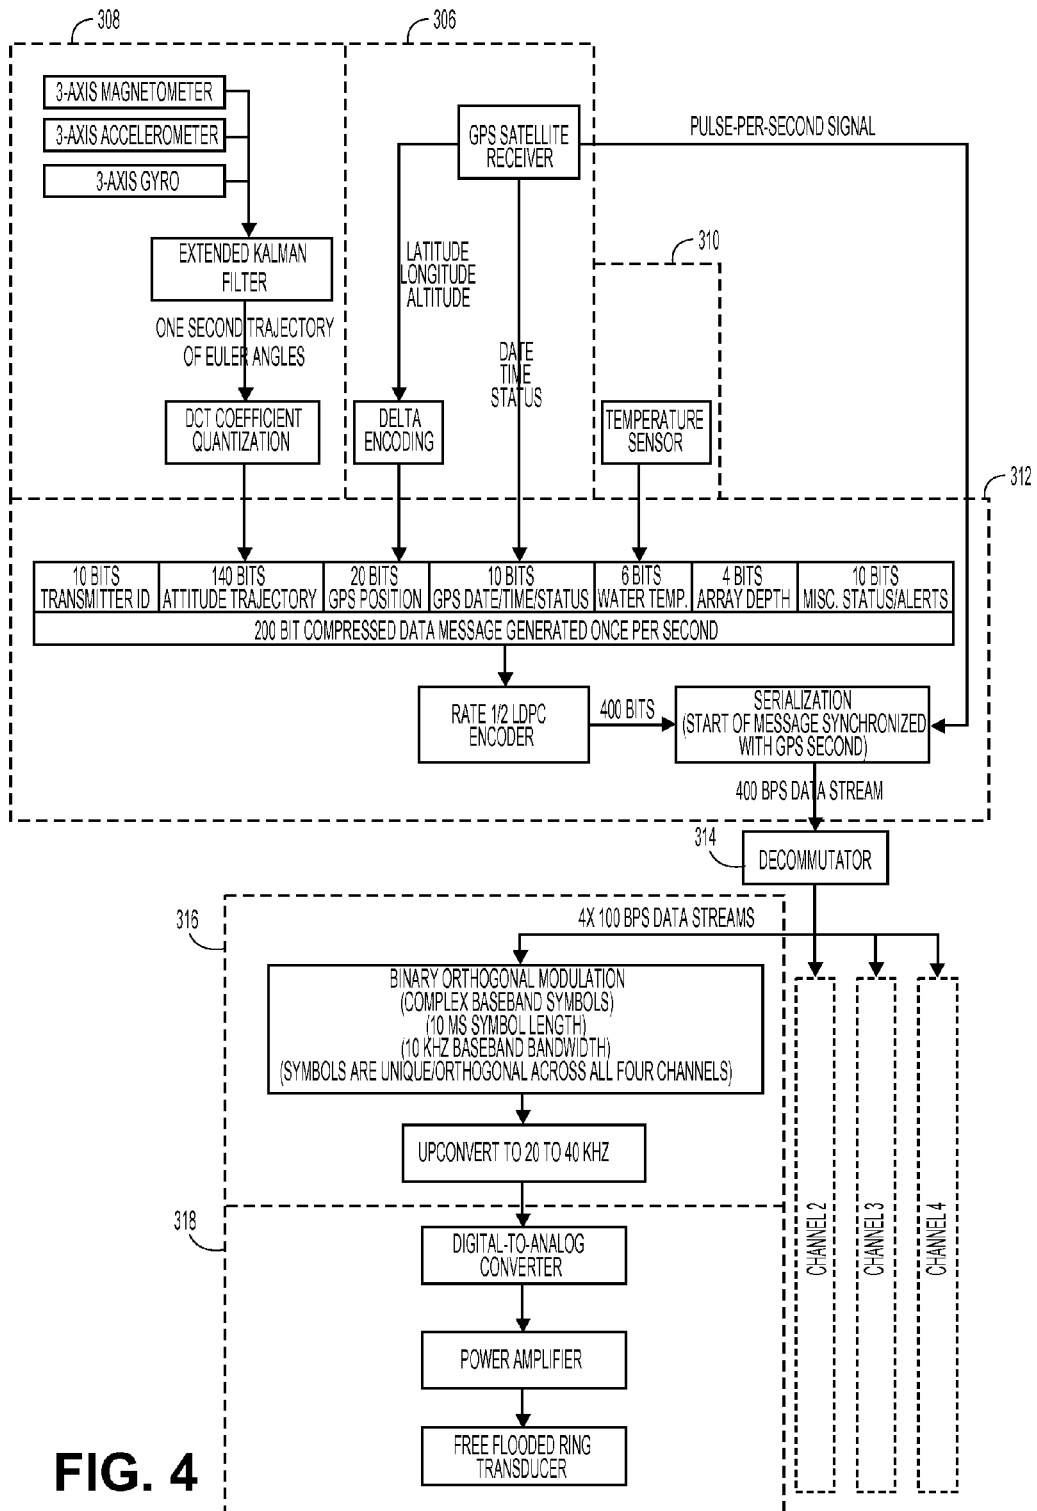 308
306
3-AXIS MAGNETOMETER
3-AXIS ACCELEROMETER
3-AXIS GYRO
GPS SATELLITE
RECEIVER
PULSE-PER-SECOND SIGNAL
EXTENDED KALMAN
FILTER
LATITUDE
LONGITUDE
ALTITUDE
310
ONE SECOND TRAJECTORY
OF EULER ANGLES
DATE
TIME
STATUS
DCT COEFFICIENT
QUANTIZATION
DELTA
ENCODING
TEMPERATURE
SENSOR
312
10 BITS
TRANSMITTER ID
140 BITS
ATTITUDE TRAJECTORY
20 BITS
GPS POSITION
10 BITS
GPS DATE/TIME/STATUS
6 BITS
WATER TEMP.
4 BITS
ARRAY DEPTH
10 BITS
MISC. STATUS/ALERTS
200 BIT COMPRESSED DATA MESSAGE GENERATED ONCE PER SECOND
RATE 1/2 LDPC
ENCODER
400 BITS
SERIALIZATION
(START OF MESSAGE SYNCHRONIZED
WITH GPS SECOND)
400 BPS DATA STREAM
314
DECOMMUTATOR
316
4X 100 BPS DATA STREAMS
BINARY ORTHOGONAL MODULATION
(COMPLEX BASEBAND SYMBOLS)
(10 MS SYMBOL LENGTH)
(10 KHZ BASEBAND BANDWIDTH)
(SYMBOLS ARE UNIQUE/ORTHOGONAL ACROSS ALL FOUR CHANNELS)
UPCONVERT TO 20 TO 40 KHZ
CHANNEL 2
CHANNEL 3
CHANNEL 4
318
DIGITAL-TO-ANALOG
CONVERTER
POWER AMPLIFIER
FREE FLOODED RING
TRANSDUCER
FIG. 4